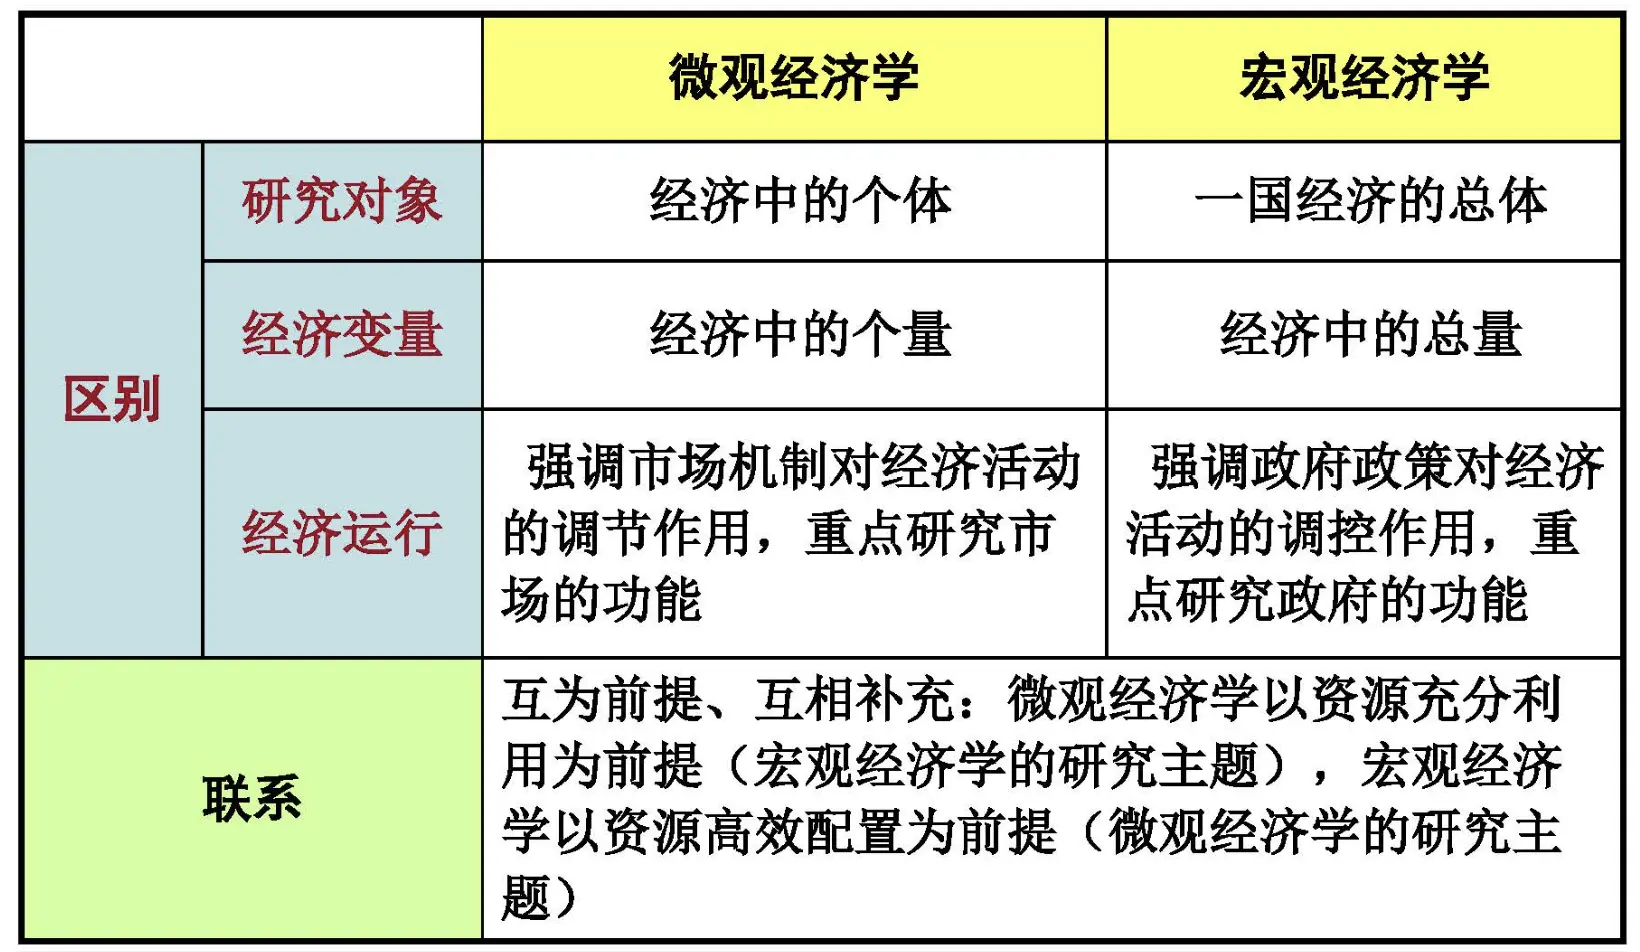 微观经济学
宏观经济学
区别
研究对象
经济中的个体
一国经济的总体
经济变量
经济中的个量
经济中的总量
经济运行
强调市场机制对经济活动
的调节作用，重点研究市
场的功能
强调政府政策对经济
活动的调控作用，重
点研究政府的功能
联系
互为前提、互相补充：微观经济学以资源充分利
用为前提（宏观经济学的研究主题），宏观经济
学以资源高效配置为前提（微观经济学的研究主
题）